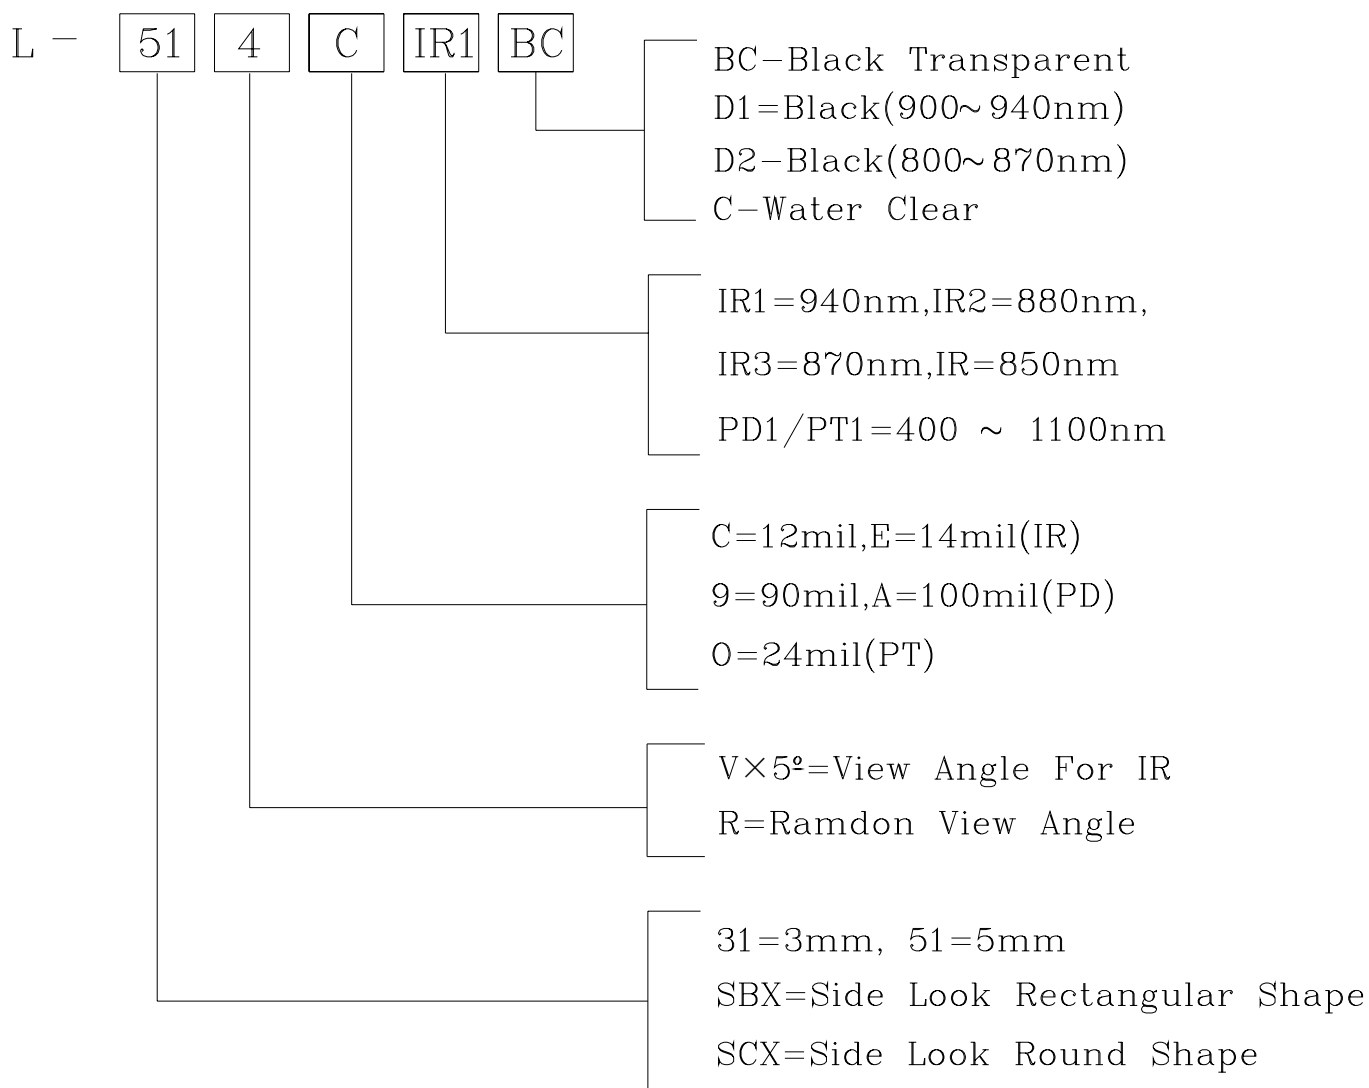 L - 51 4 C IR1 BC
BC-Black Transparent
D1=Black(900~940nm)
D2-Black(800~870nm)
C-Water Clear
IR1=940nm,IR2=880nm,
IR3=870nm,IR=850nm
PD1/PT1=400 ~ 1100nm
C=12mil,E=14mil(IR)
9=90mil,A=100mil(PD)
0=24mil(PT)
V×5º=View Angle For IR
R=Ramdon View Angle
31=3mm, 51=5mm
SBX=Side Look Rectangular Shape
SCX=Side Look Round Shape